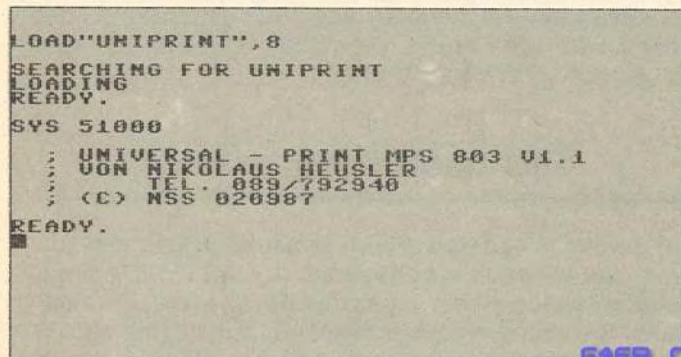 LOAD"UNIPRINT",8
SEARCHING FOR UNIPRINT
LOADING
READY.
SYS 51000
; UNIVERSAL - PRINT MPS 803 V1.1
; VON NIKOLAUS HEUSLER
; TEL. 089/792940
; (C) NSS 020987
READY.